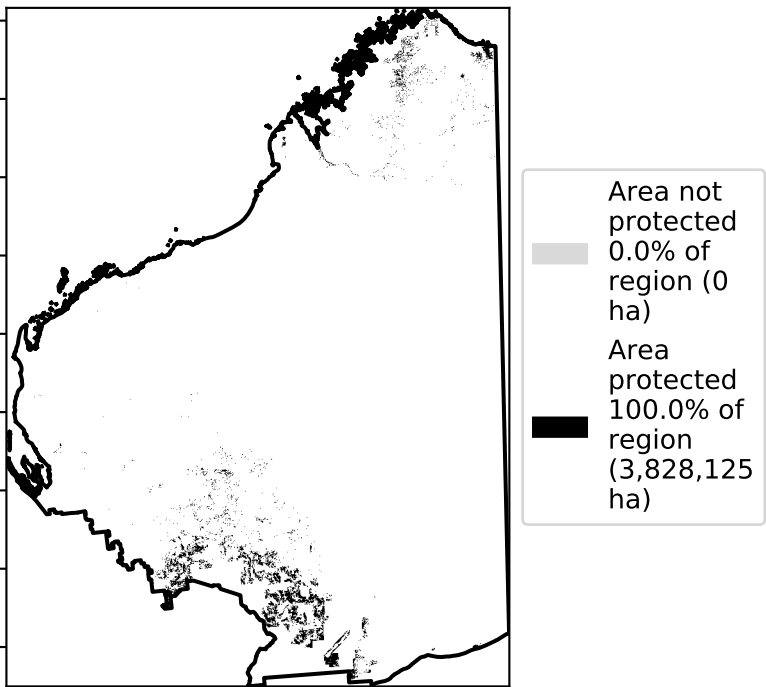 Area not
protected
0.0% of
region (0
ha)
Area
protected
100.0% of
region
(3,828,125
ha)